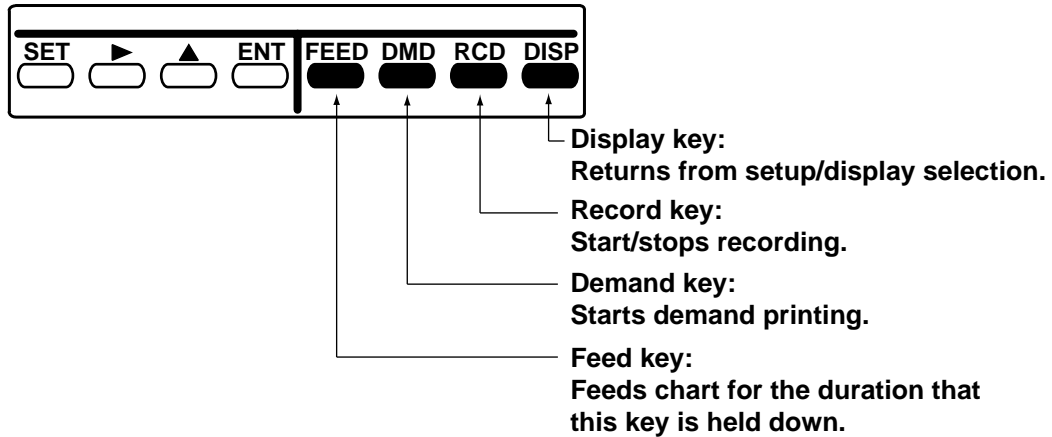 SET ► ▲ ENT FEED DMD RCD DISP
Display key:
Returns from setup/display selection.
Record key:
Start/stops recording.
Demand key:
Starts demand printing.
Feed key:
Feeds chart for the duration that
this key is held down.